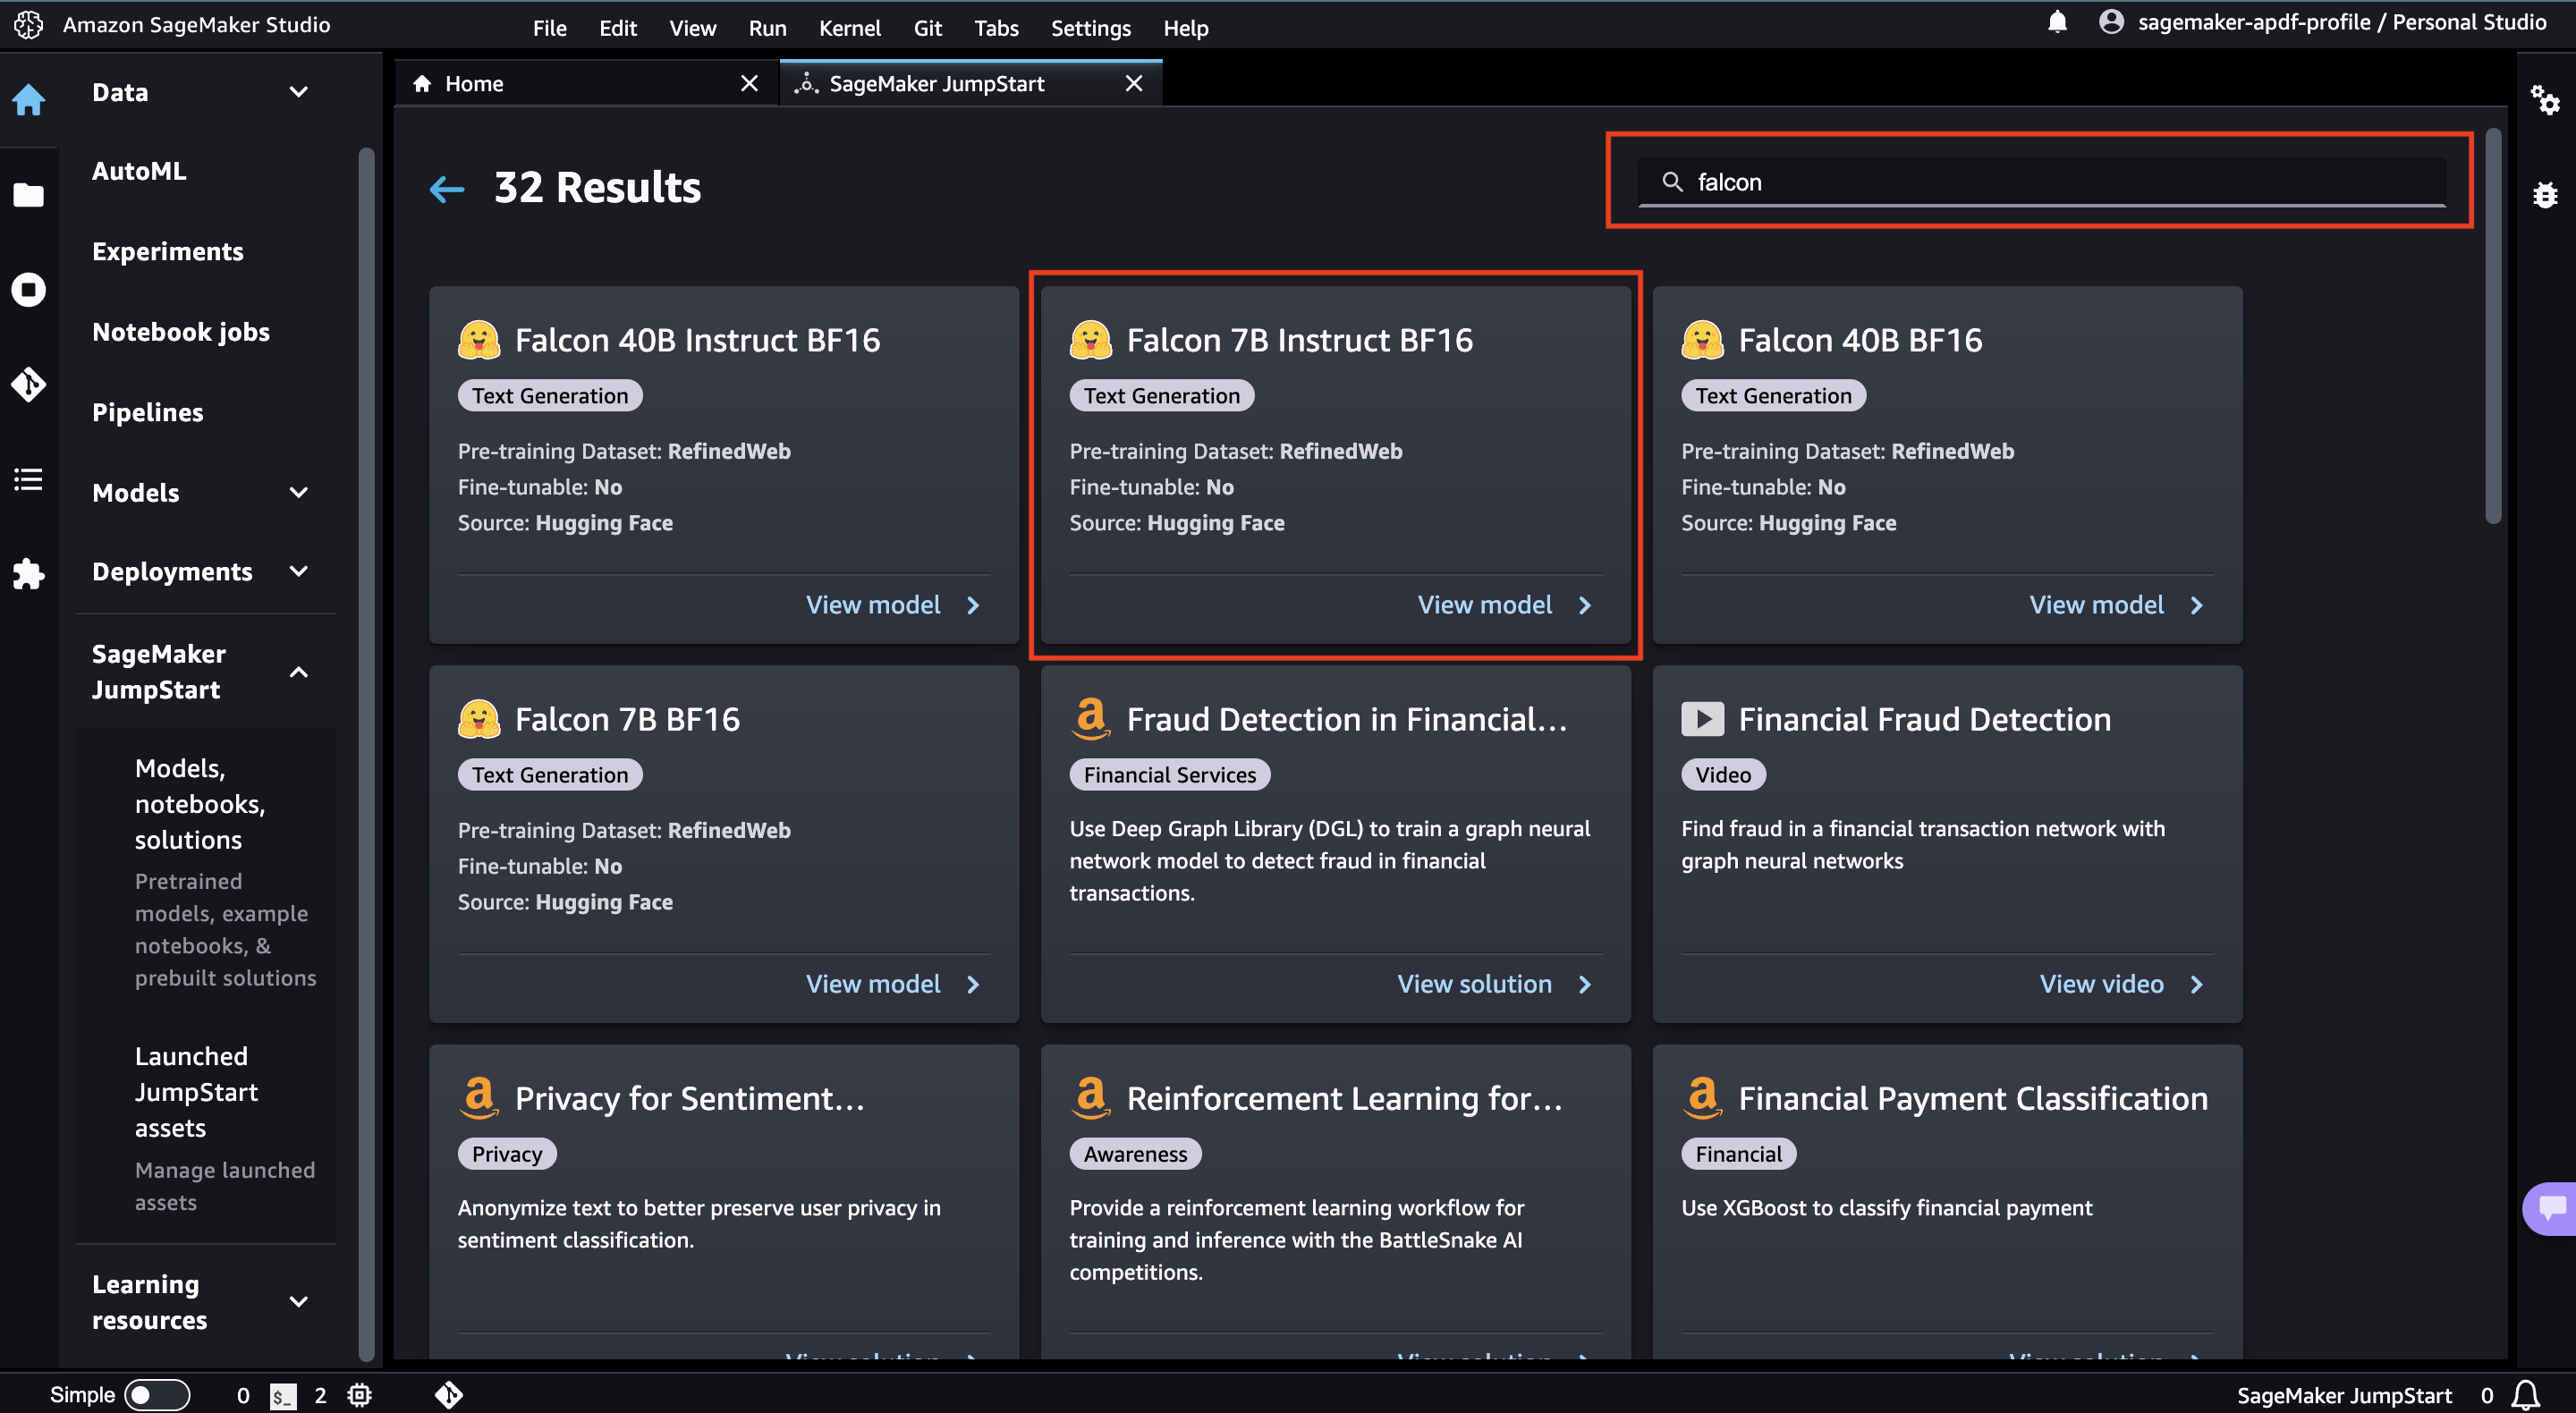 Amazon SageMaker Studio
File Edit View Run Kernel Git Tabs Settings Help
sagemaker-apdf-profile / Personal Studio
Data
AutoML
Experiments
Notebook jobs
Pipelines
Models
Deployments
SageMaker
JumpStart
Models,
notebooks,
solutions
Pretrained
models, example
notebooks, &
prebuilt solutions
Launched
JumpStart
assets
Manage launched
assets
Learning
resources
Home
SageMaker JumpStart
32 Results
falcon
Falcon 40B Instruct BF16
Text Generation
Pre-training Dataset: RefinedWeb
Fine-tunable: No
Source: Hugging Face
View model
Falcon 7B Instruct BF16
Text Generation
Pre-training Dataset: RefinedWeb
Fine-tunable: No
Source: Hugging Face
View model
Falcon 40B BF16
Text Generation
Pre-training Dataset: RefinedWeb
Fine-tunable: No
Source: Hugging Face
View model
Falcon 7B BF16
Text Generation
Pre-training Dataset: RefinedWeb
Fine-tunable: No
Source: Hugging Face
View model
Fraud Detection in Financial...
Financial Services
Use Deep Graph Library (DGL) to train a graph neural
network model to detect fraud in financial
transactions.
View solution
Financial Fraud Detection
Video
Find fraud in a financial transaction network with
graph neural networks
View video
Privacy for Sentiment...
Privacy
Anonymize text to better preserve user privacy in
sentiment classification.
View solution
Reinforcement Learning for...
Awareness
Provide a reinforcement learning workflow for
training and inference with the BattleSnake AI
competitions.
View solution
Financial Payment Classification
Financial
Use XGBoost to classify financial payment
View solution
Simple 0 $_ 2
SageMaker JumpStart 0